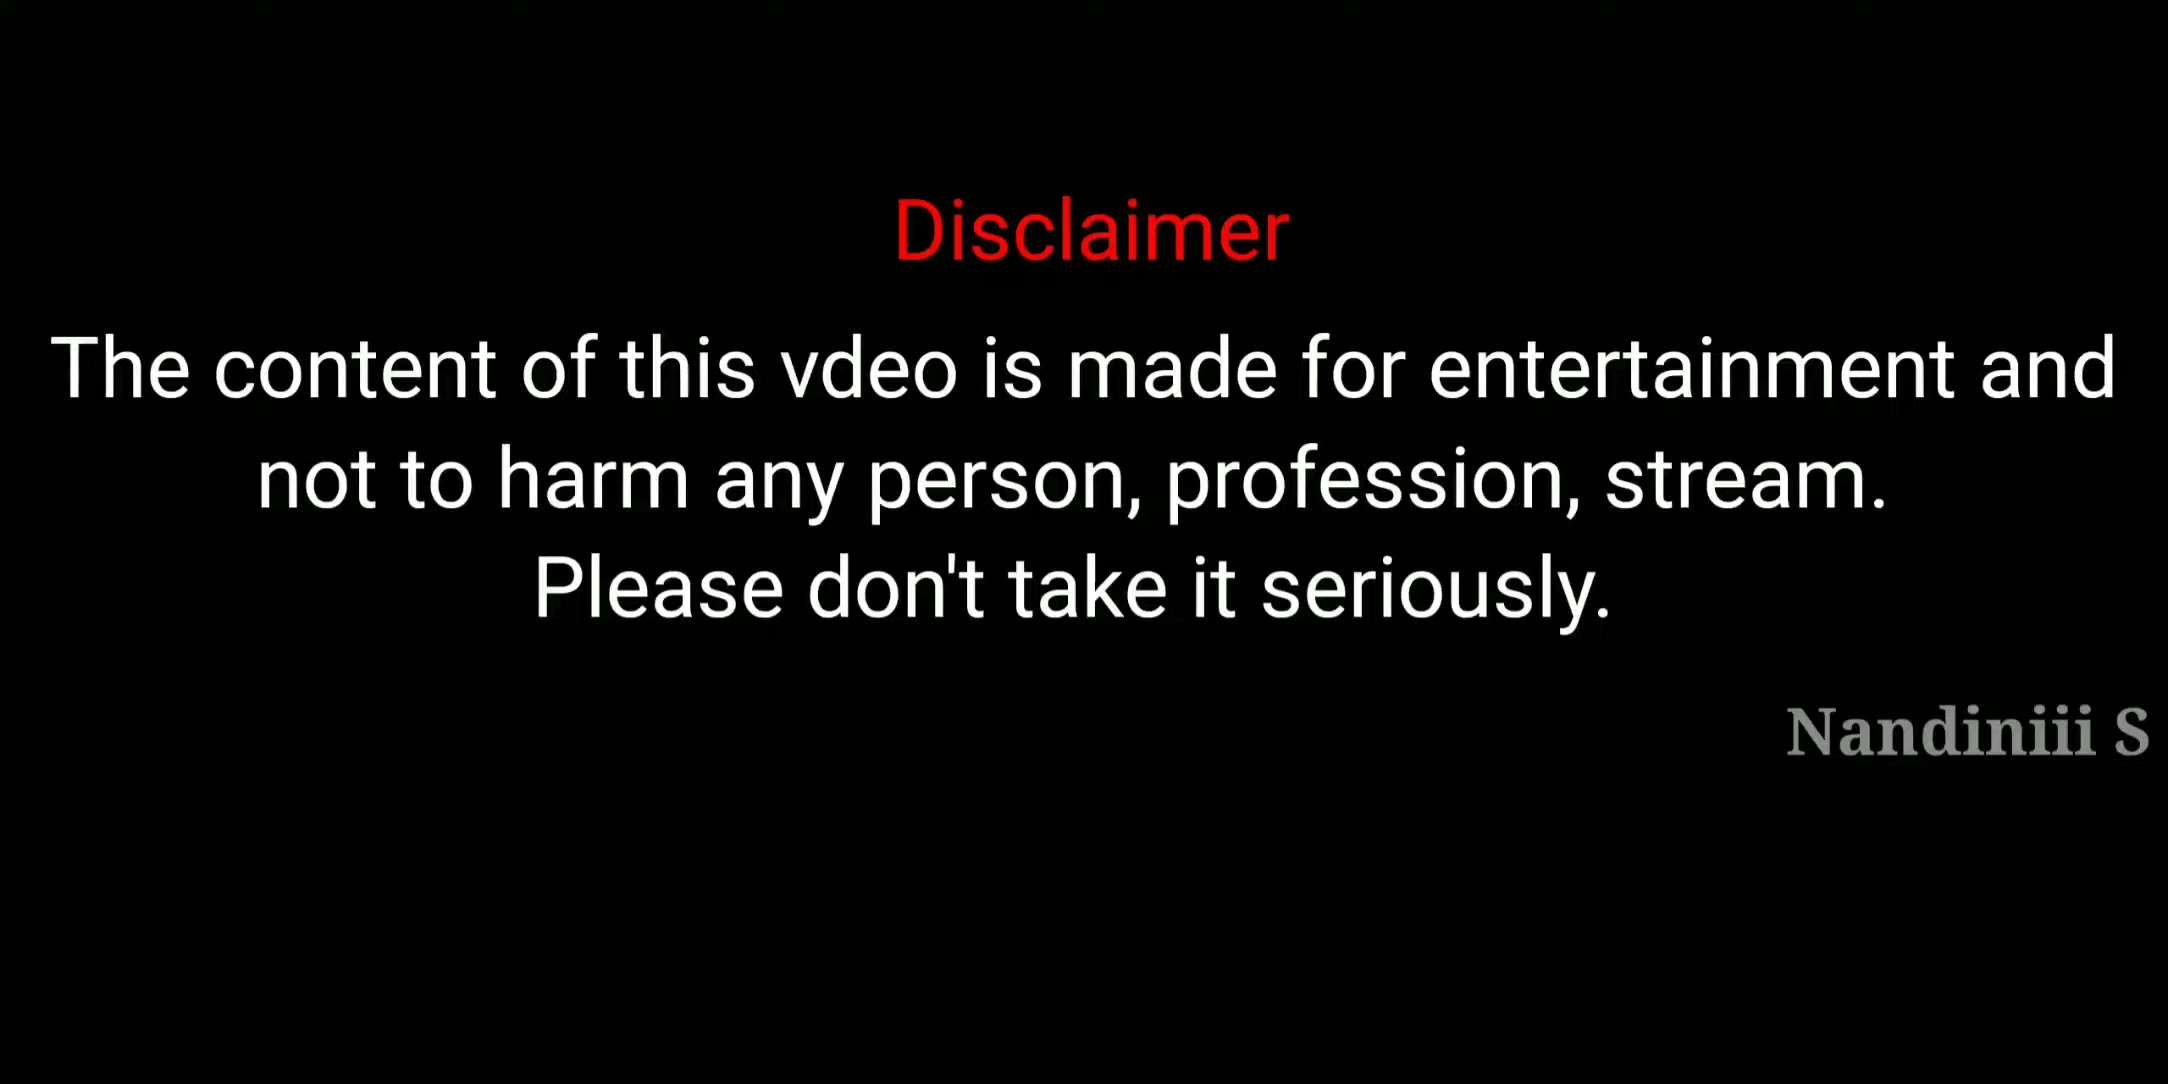 Disclaimer
The content of this vdeo is made for entertainment and
not to harm any person, profession, stream.
Please don't take it seriously.
Nandiniii S